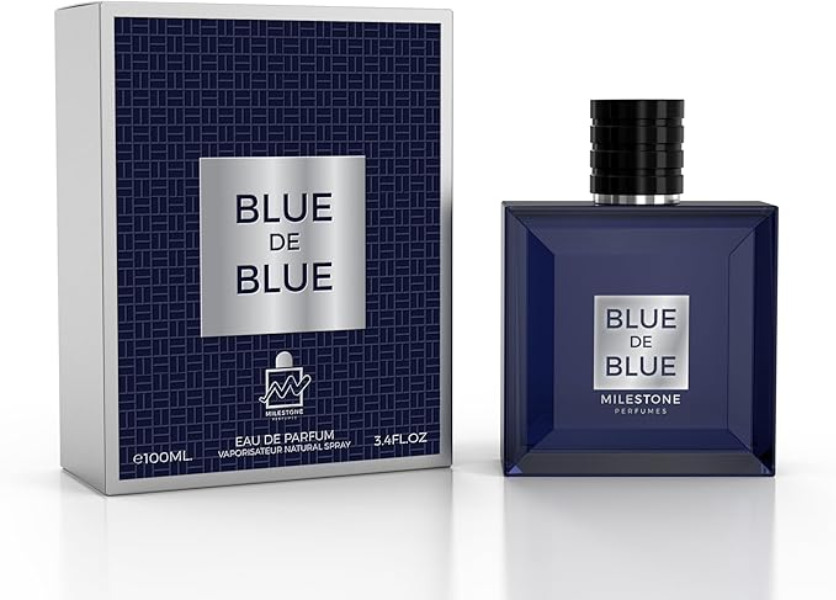 BLUE
DE
BLUE
MILESTONE
PERFUMES
℮100ML.
EAU DE PARFUM
VAPORISATEUR NATURAL SPRAY
3.4FL.OZ
BLUE
DE
BLUE
MILESTONE
PERFUMES